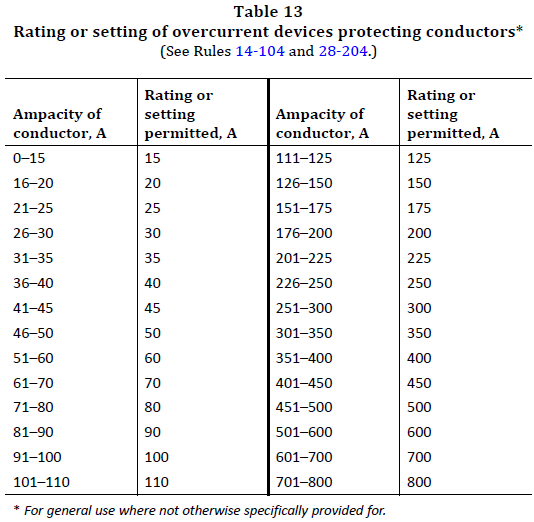 Table 13
Rating or setting of overcurrent devices protecting conductors*
(See Rules 14-104 and 28-204.)
Ampacity of conductor, A Rating or setting permitted, A Ampacity of conductor, A Rating or setting permitted, A
0–15 15 111–125 125
16–20 20 126–150 150
21–25 25 151–175 175
26–30 30 176–200 200
31–35 35 201–225 225
36–40 40 226–250 250
41–45 45 251–300 300
46–50 50 301–350 350
51–60 60 351–400 400
61–70 70 401–450 450
71–80 80 451–500 500
81–90 90 501–600 600
91–100 100 601–700 700
101–110 110 701–800 800
* For general use where not otherwise specifically provided for.